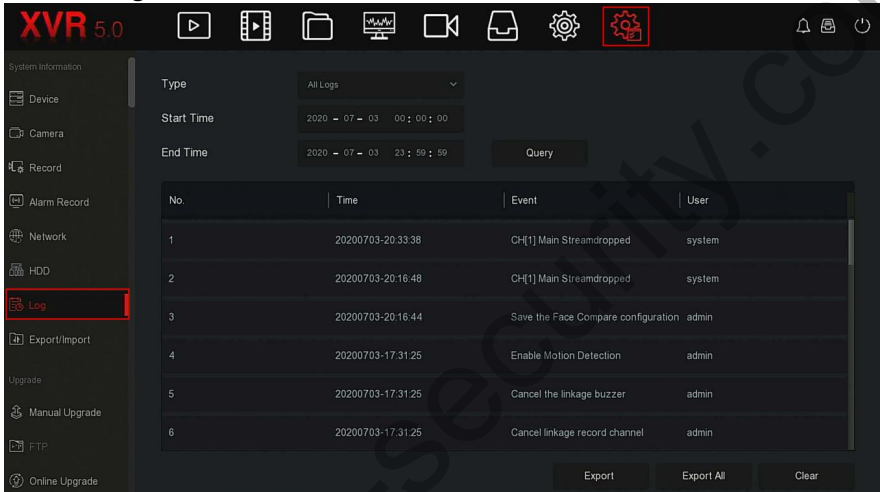 XVR 5.0
System Information
Device
Camera
Record
Alarm Record
Network
HDD
Log
Export/Import
Upgrade
Manual Upgrade
FTP
Online Upgrade
Type All Logs
Start Time 2020 - 07 - 03 00 : 00 : 00
End Time 2020 - 07 - 03 23 : 59 : 59 Query
No. Time Event User
1 20200703-20:33:38 CH[1] Main Streamdropped system
2 20200703-20:16:48 CH[1] Main Streamdropped system
3 20200703-20:16:44 Save the Face Compare configuration admin
4 20200703-17:31:25 Enable Motion Detection admin
5 20200703-17:31:25 Cancel the linkage buzzer admin
6 20200703-17:31:25 Cancel linkage record channel admin
Export Export All Clear